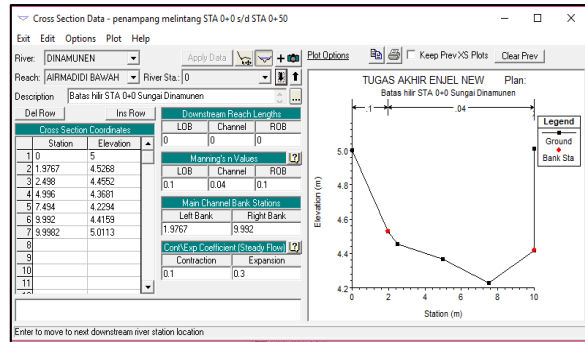 Cross Section Data - penampang melintang STA 0+0 s/d STA 0+50
Exit Edit Options Plot Help
River: DINAMUNEN Apply Data
Reach: AIRMADIDI BAWAH River Sta.: 0
Description Batas hilir STA 0+0 Sungai Dinamunen ...
Del Row Ins Row
Cross Section Coordinates
Station Elevation
1 0 5
2 1.9767 4.5268
3 2.498 4.4552
4 4.996 4.3681
5 7.494 4.2294
6 9.992 4.4159
7 9.9982 5.0113
8
9
10
11
Downstream Reach Lengths
LOB Channel ROB
0 0 0
Manning's n Values ?
LOB Channel ROB
0.1 0.04 0.1
Main Channel Bank Stations
Left Bank Right Bank
1.9767 9.992
Cont\Exp Coefficient (Steady Flow) ?
Contraction Expansion
0.1 0.3
Plot Options Keep Prev XS Plots Clear Prev
TUGAS AKHIR ENJEL NEW Plan:
Batas hilir STA 0+0 Sungai Dinamunen
.1 .04
Legend
Ground
Bank Sta
Elevation (m)
5.0
4.8
4.6
4.4
4.2
0 2 4 6 8 10
Station (m)
Enter to move to next downstream river station location